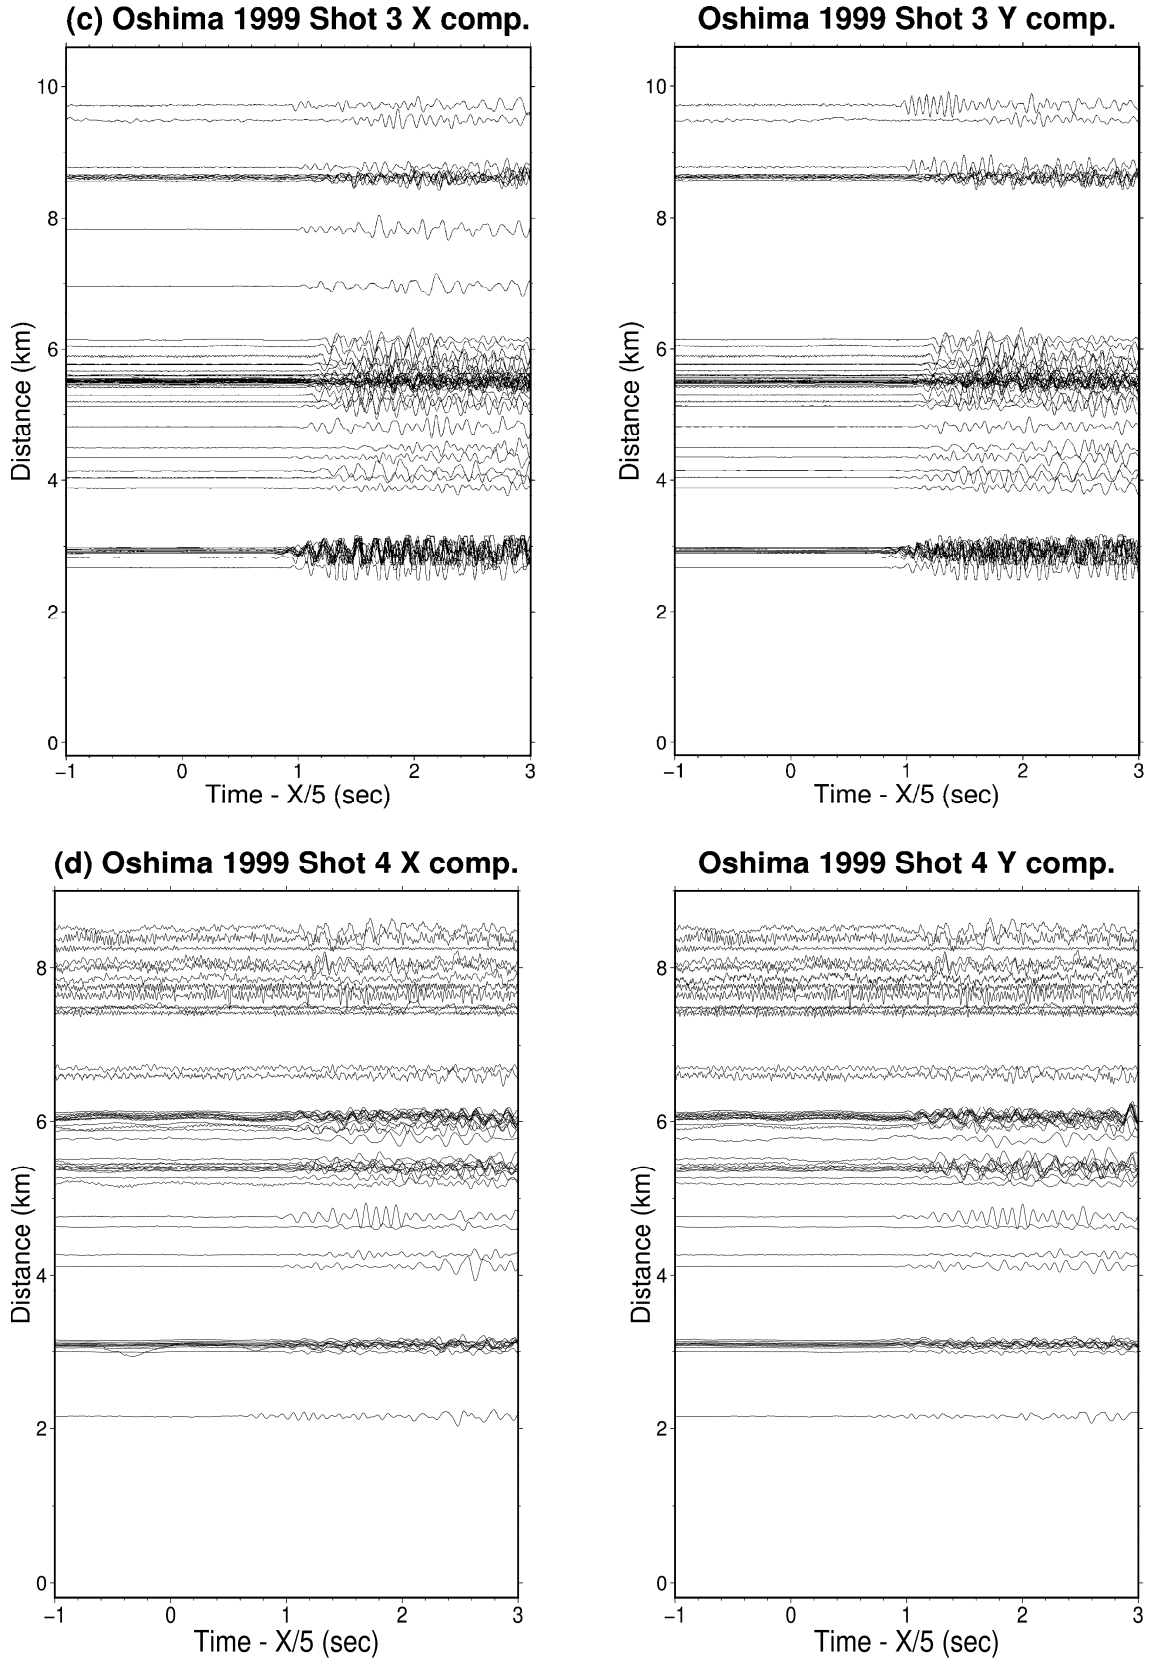 (c) Oshima 1999 Shot 3 X comp.
10
8
6
4
2
0
Distance (km)
−1 0 1 2 3
Time - X/5 (sec)
Oshima 1999 Shot 3 Y comp.
10
8
6
4
2
0
Distance (km)
−1 0 1 2 3
Time - X/5 (sec)
(d) Oshima 1999 Shot 4 X comp.
8
6
4
2
0
Distance (km)
−1 0 1 2 3
Time - X/5 (sec)
Oshima 1999 Shot 4 Y comp.
8
6
4
2
0
Distance (km)
−1 0 1 2 3
Time - X/5 (sec)